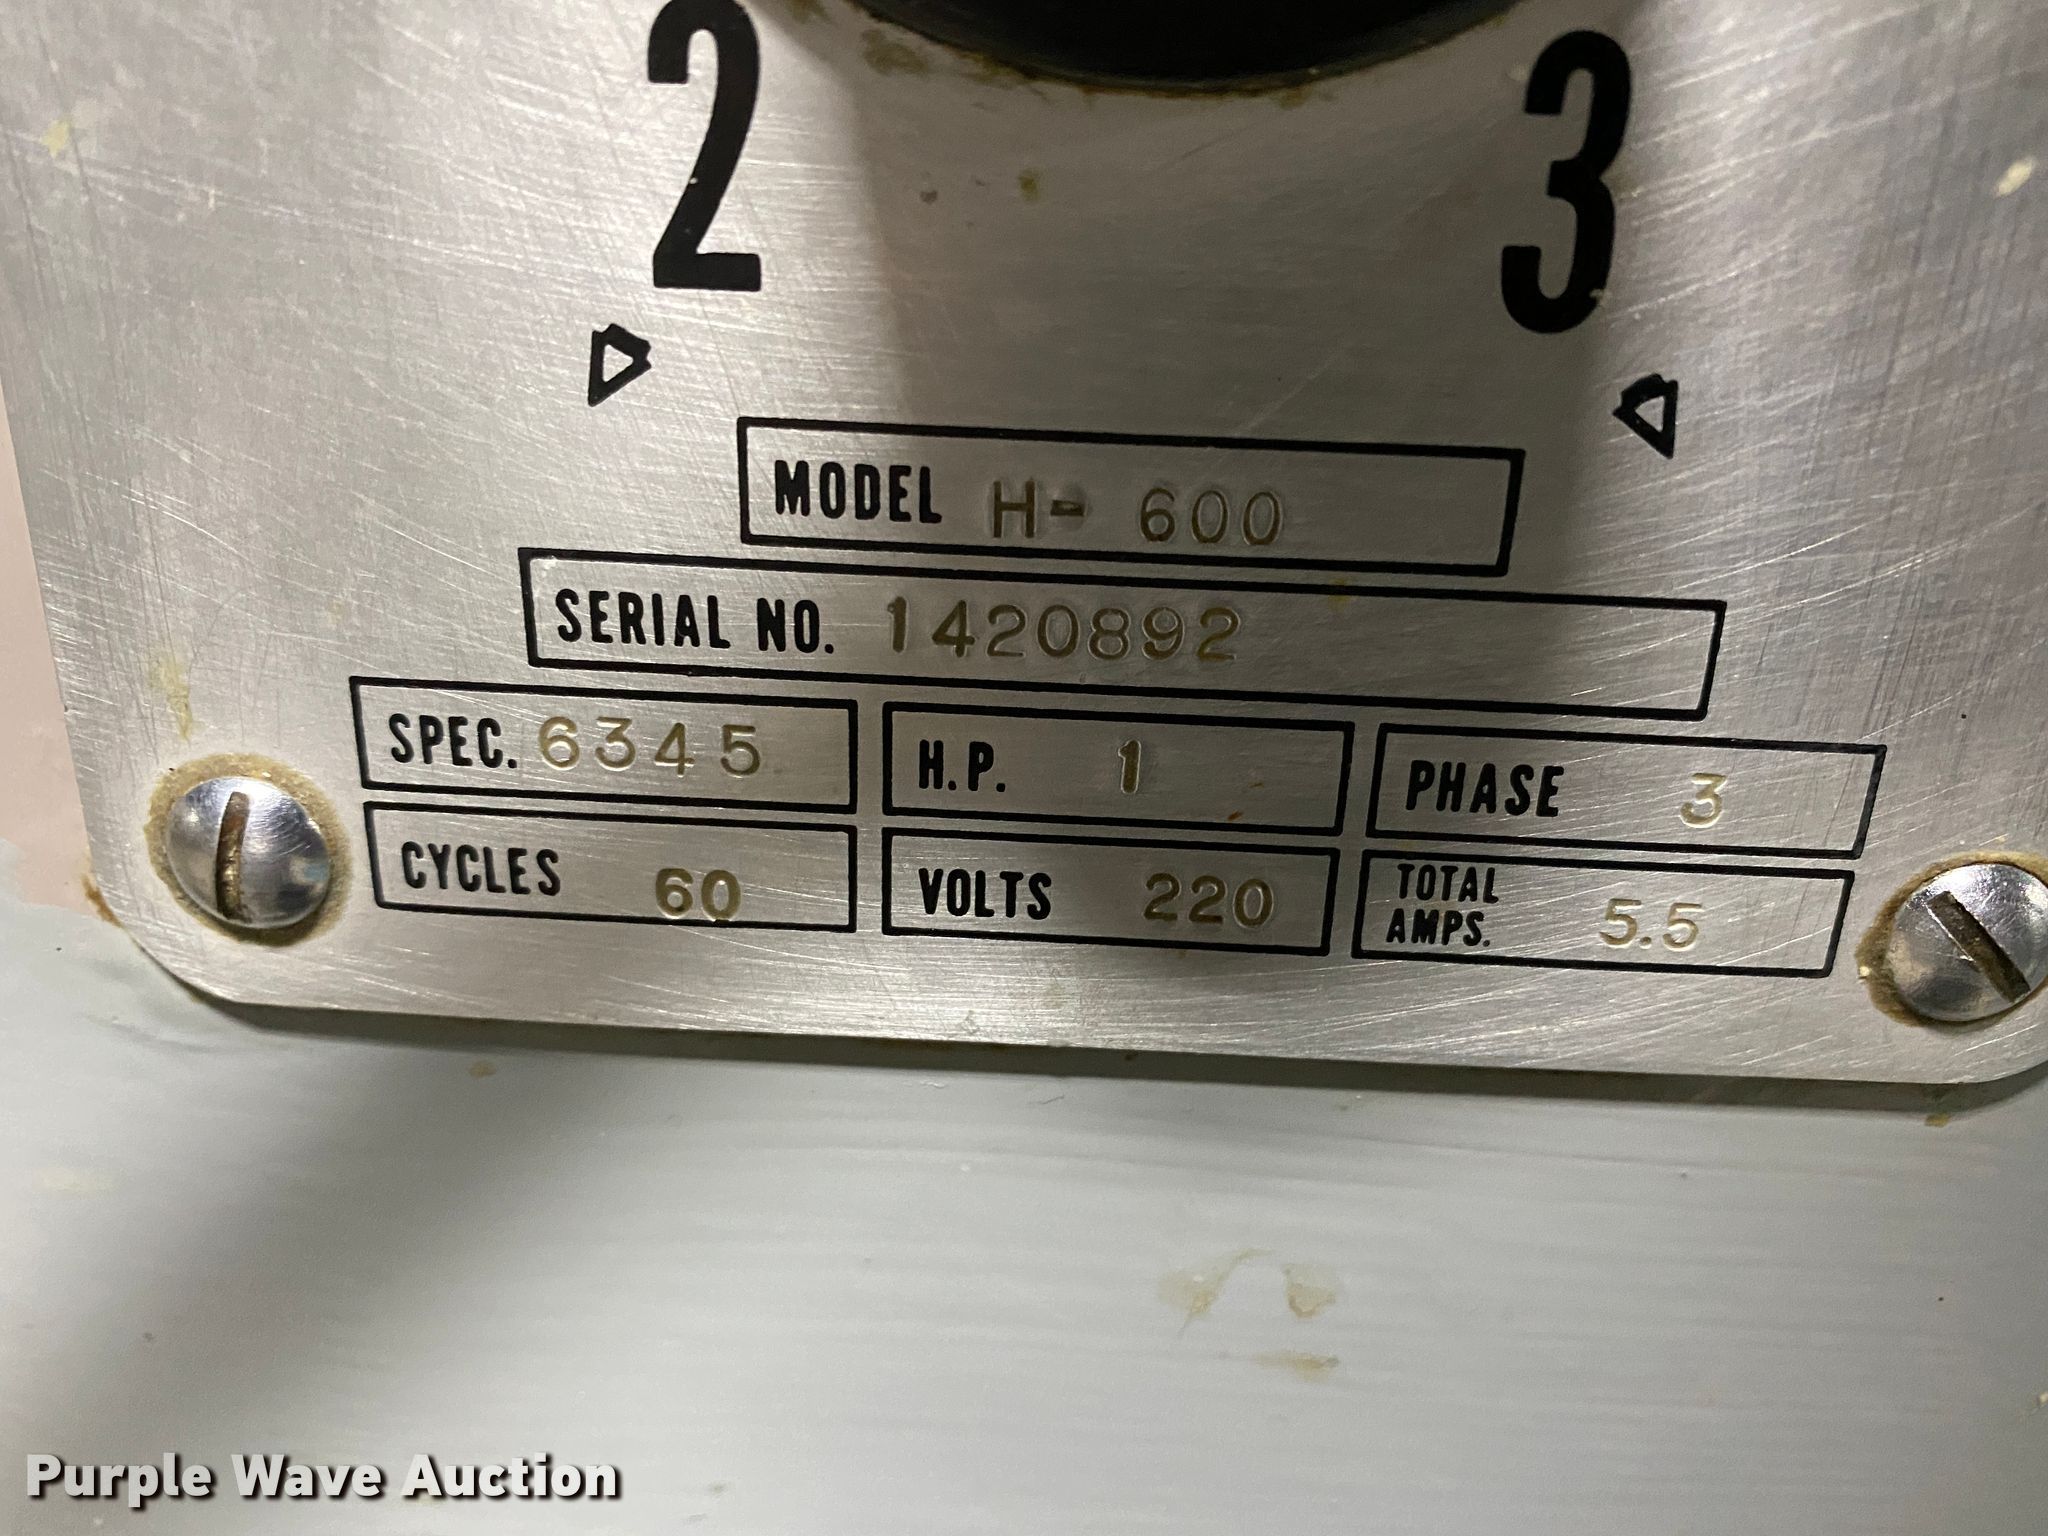 2 3
MODEL H- 600
SERIAL NO. 1420892
SPEC. 6345 H.P. 1 PHASE 3
CYCLES 60 VOLTS 220 TOTAL AMPS. 5.5
Purple Wave Auction